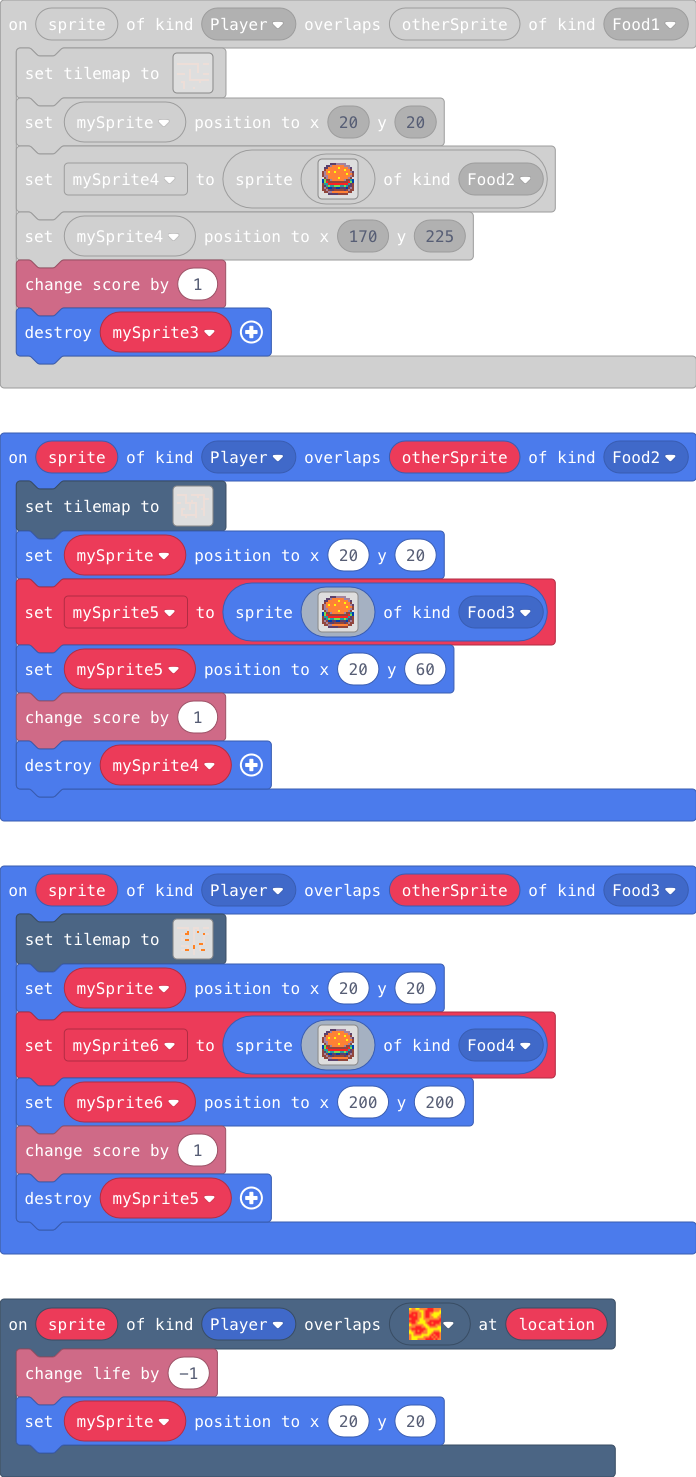 on sprite of kind Player overlaps otherSprite of kind Food1
set tilemap to
set mySprite position to x 20 y 20
set mySprite4 to sprite of kind Food2
set mySprite4 position to x 170 y 225
change score by 1
destroy mySprite3
on sprite of kind Player overlaps otherSprite of kind Food2
set tilemap to
set mySprite position to x 20 y 20
set mySprite5 to sprite of kind Food3
set mySprite5 position to x 20 y 60
change score by 1
destroy mySprite4
on sprite of kind Player overlaps otherSprite of kind Food3
set tilemap to
set mySprite position to x 20 y 20
set mySprite6 to sprite of kind Food4
set mySprite6 position to x 200 y 200
change score by 1
destroy mySprite5
on sprite of kind Player overlaps at location
change life by −1
set mySprite position to x 20 y 20